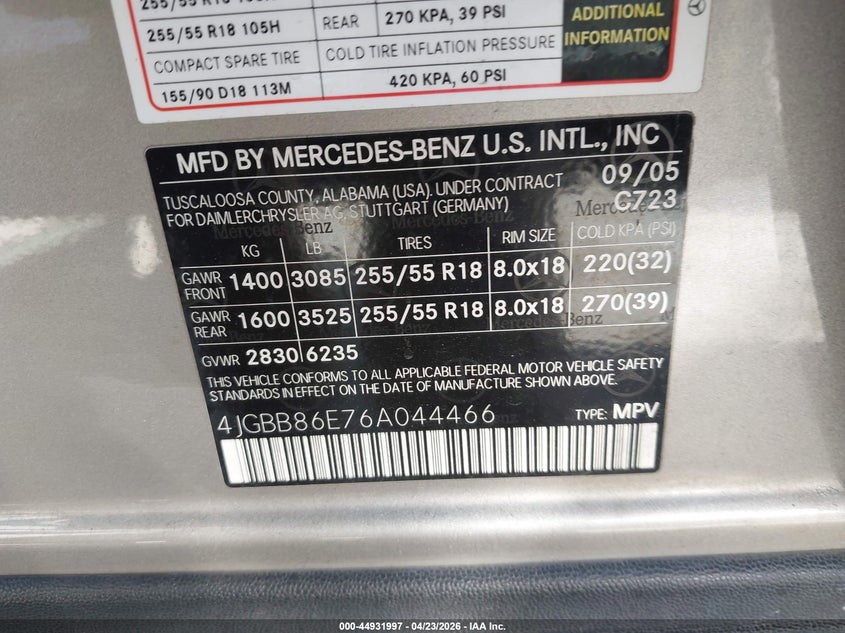 255/55 R18 105H REAR 270 KPA, 39 PSI
ADDITIONAL
INFORMATION
COMPACT SPARE TIRE COLD TIRE INFLATION PRESSURE
155/90 D18 113M 420 KPA, 60 PSI
MFD BY MERCEDES-BENZ U.S. INTL., INC
TUSCALOOSA COUNTY, ALABAMA (USA). UNDER CONTRACT 09/05
FOR DAIMLERCHRYSLER AG, STUTTGART (GERMANY) C723
KG LB TIRES RIM SIZE COLD KPA (PSI)
GAWR FRONT 1400 3085 255/55 R18 8.0x18 220(32)
GAWR REAR 1600 3525 255/55 R18 8.0x18 270(39)
GVWR 2830 6235
THIS VEHICLE CONFORMS TO ALL APPLICABLE FEDERAL MOTOR VEHICLE SAFETY
STANDARDS IN EFFECT ON THE DATE OF MANUFACTURE SHOWN ABOVE.
4JGBB86E76A044466 TYPE: MPV
000-44931997 - 04/23/2026 - IAA Inc.